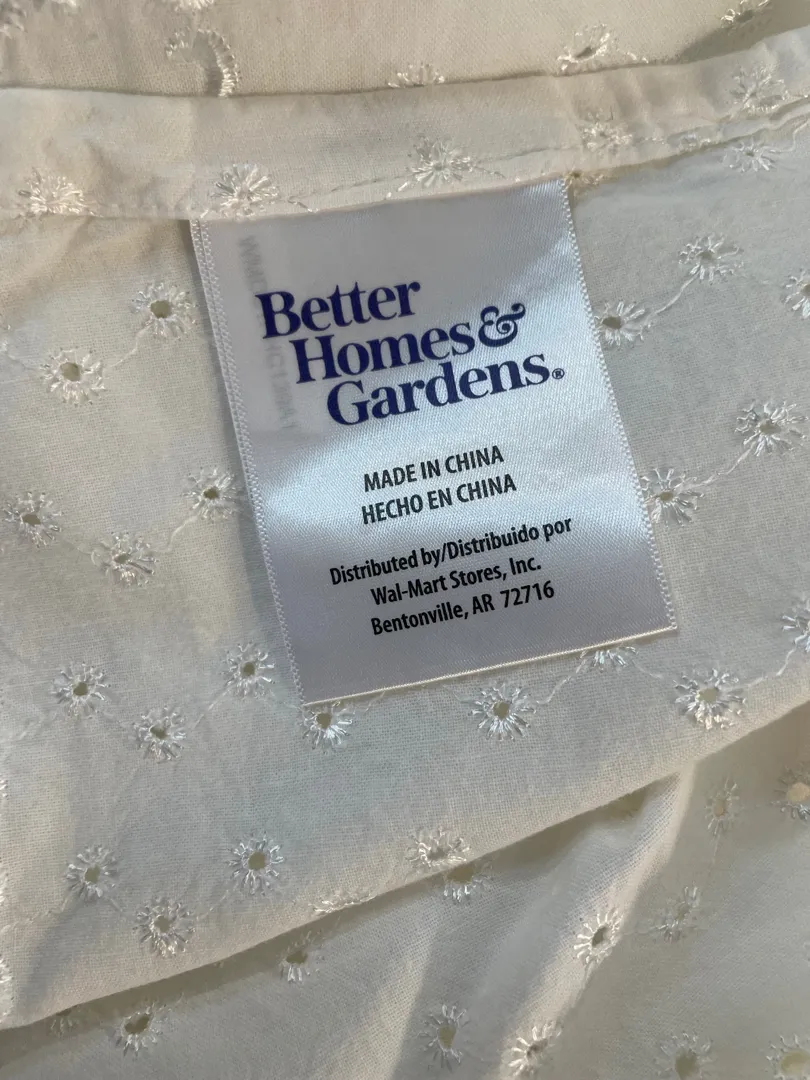 Better
Homes&
Gardens®
MADE IN CHINA
HECHO EN CHINA
Distributed by/Distribuido por
Wal-Mart Stores, Inc.
Bentonville, AR 72716